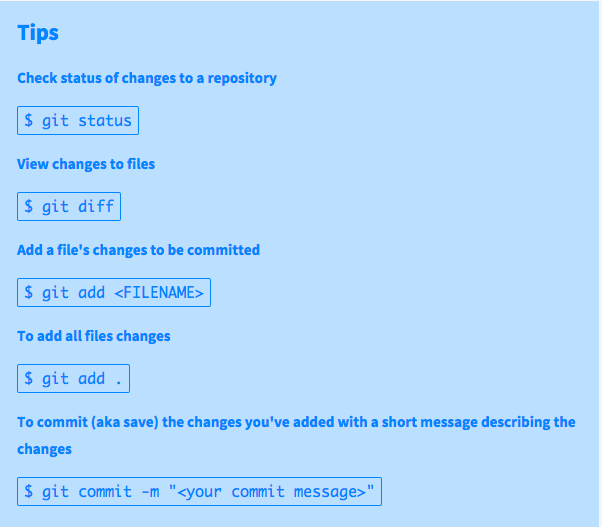 Tips
Check status of changes to a repository
$ git status
View changes to files
$ git diff
Add a file's changes to be committed
$ git add <FILENAME>
To add all files changes
$ git add .
To commit (aka save) the changes you've added with a short message describing the
changes
$ git commit -m "<your commit message>"